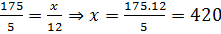 175/5 = x/12 ⇒ x = 175.12/5 = 420